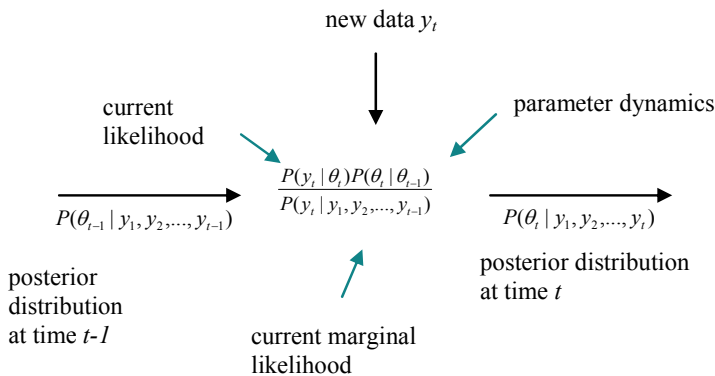 new data y_t
parameter dynamics
current
likelihood
P(y_t | θ_t)P(θ_t | θ_{t−1})
P(y_t | y_1, y_2,..., y_{t−1})
P(θ_{t−1} | y_1, y_2,..., y_{t−1})
P(θ_t | y_1, y_2,..., y_t)
posterior
distribution
at time t-1
posterior distribution
at time t
current marginal
likelihood